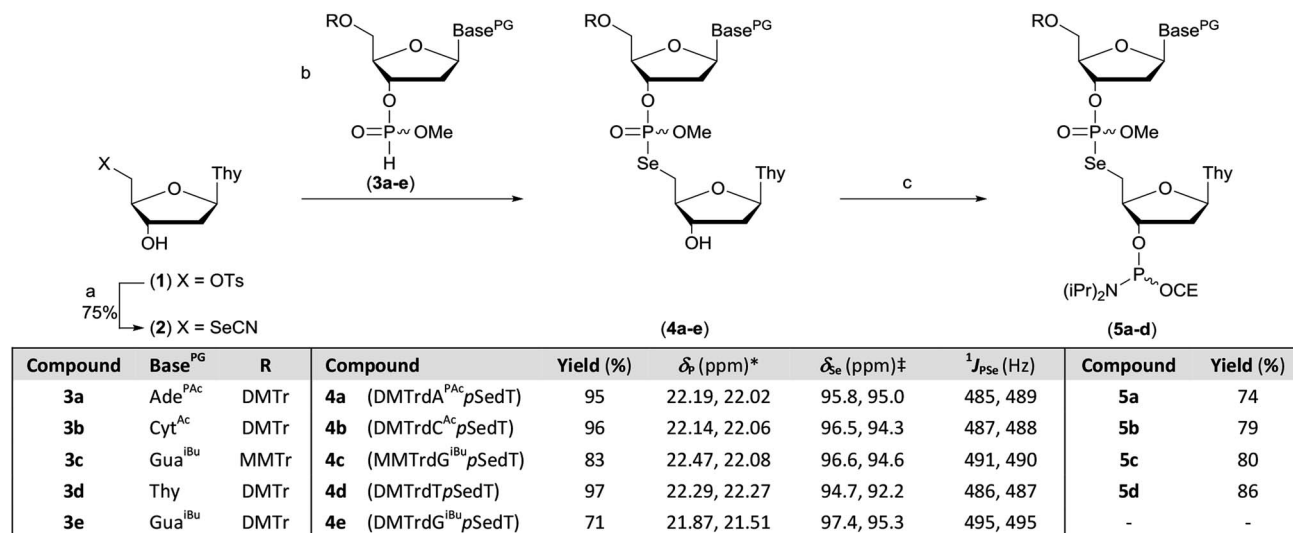 RO
Base^PG
O
b
O
O=P~OMe
H
(3a-e)
X
O
Thy
OH
(1) X = OTs
a
75%
(2) X = SeCN
RO
Base^PG
O
O
O=P~OMe
Se
O
Thy
OH
(4a-e)
c
RO
Base^PG
O
O
O=P~OMe
Se
O
Thy
O
(iPr)₂N P~OCE
(5a-d)
Compound Base^PG R Compound Yield (%) δP (ppm)* δSe (ppm)‡ ¹JPSe (Hz) Compound Yield (%)
3a Ade^PAc DMTr 4a (DMTrdA^PAc pSedT) 95 22.19, 22.02 95.8, 95.0 485, 489 5a 74
3b Cyt^Ac DMTr 4b (DMTrdC^Ac pSedT) 96 22.14, 22.06 96.5, 94.3 487, 488 5b 79
3c Gua^iBu MMTr 4c (MMTrdG^iBu pSedT) 83 22.47, 22.08 96.6, 94.6 491, 490 5c 80
3d Thy DMTr 4d (DMTrdTpSedT) 97 22.29, 22.27 94.7, 92.2 486, 487 5d 86
3e Gua^iBu DMTr 4e (DMTrdG^iBu pSedT) 71 21.87, 21.51 97.4, 95.3 495, 495 - -